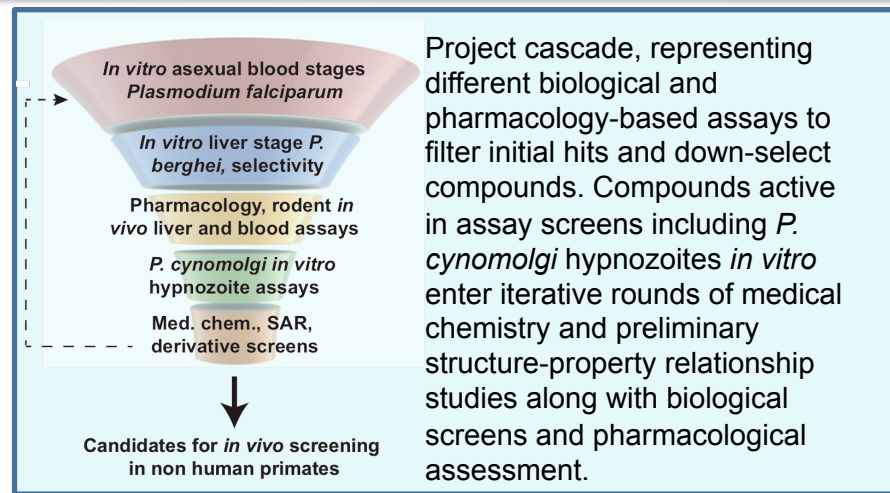 In vitro asexual blood stages
Plasmodium falciparum
In vitro liver stage P.
berghei, selectivity
Pharmacology, rodent in
vivo liver and blood assays
P. cynomolgi in vitro
hypnozoite assays
Med. chem., SAR,
derivative screens
Candidates for in vivo screening
in non human primates
Project cascade, representing
different biological and
pharmacology-based assays to
filter initial hits and down-select
compounds. Compounds active
in assay screens including P.
cynomolgi hypnozoites in vitro
enter iterative rounds of medical
chemistry and preliminary
structure-property relationship
studies along with biological
screens and pharmacological
assessment.